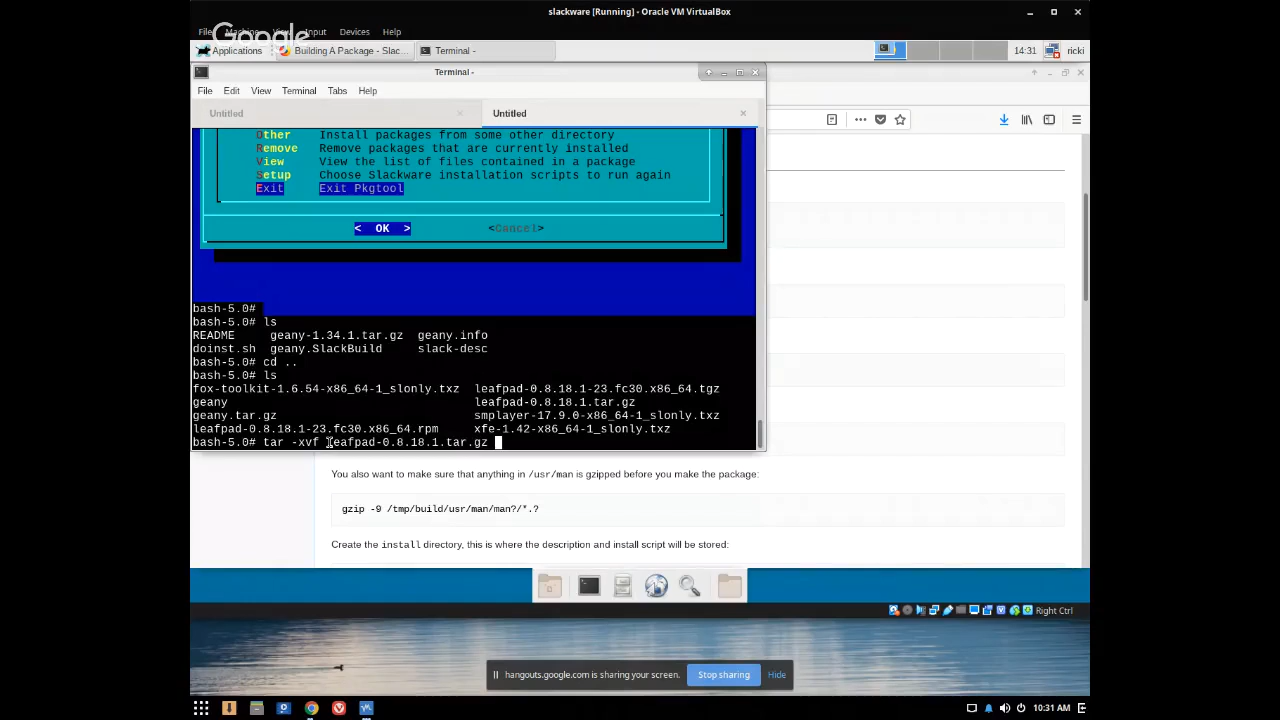 slackware [Running] - Oracle VM VirtualBox
Google
File Machine View Input Devices Help
Applications Building A Package - Slac... Terminal - 14:31 ricki
Terminal -
File Edit View Terminal Tabs Help
Untitled Untitled
Other Install packages from some other directory
Remove Remove packages that are currently installed
View View the list of files contained in a package
Setup Choose Slackware installation scripts to run again
Exit Exit Pkgtool
< OK > <Cancel>
bash-5.0#
bash-5.0# ls
README geany-1.34.1.tar.gz geany.info
doinst.sh geany.SlackBuild slack-desc
bash-5.0# cd ..
bash-5.0# ls
fox-toolkit-1.6.54-x86_64-1_slonly.txz leafpad-0.8.18.1-23.fc30.x86_64.tgz
geany leafpad-0.8.18.1.tar.gz
geany.tar.gz smplayer-17.9.0-x86_64-1_slonly.txz
leafpad-0.8.18.1-23.fc30.x86_64.rpm xfe-1.42-x86_64-1_slonly.txz
bash-5.0# tar -xvf leafpad-0.8.18.1.tar.gz
You also want to make sure that anything in /usr/man is gzipped before you make the package:
gzip -9 /tmp/build/usr/man/man?/*.?
Create the install directory, this is where the description and install script will be stored:
Right Ctrl
hangouts.google.com is sharing your screen. Stop sharing Hide
10:31 AM